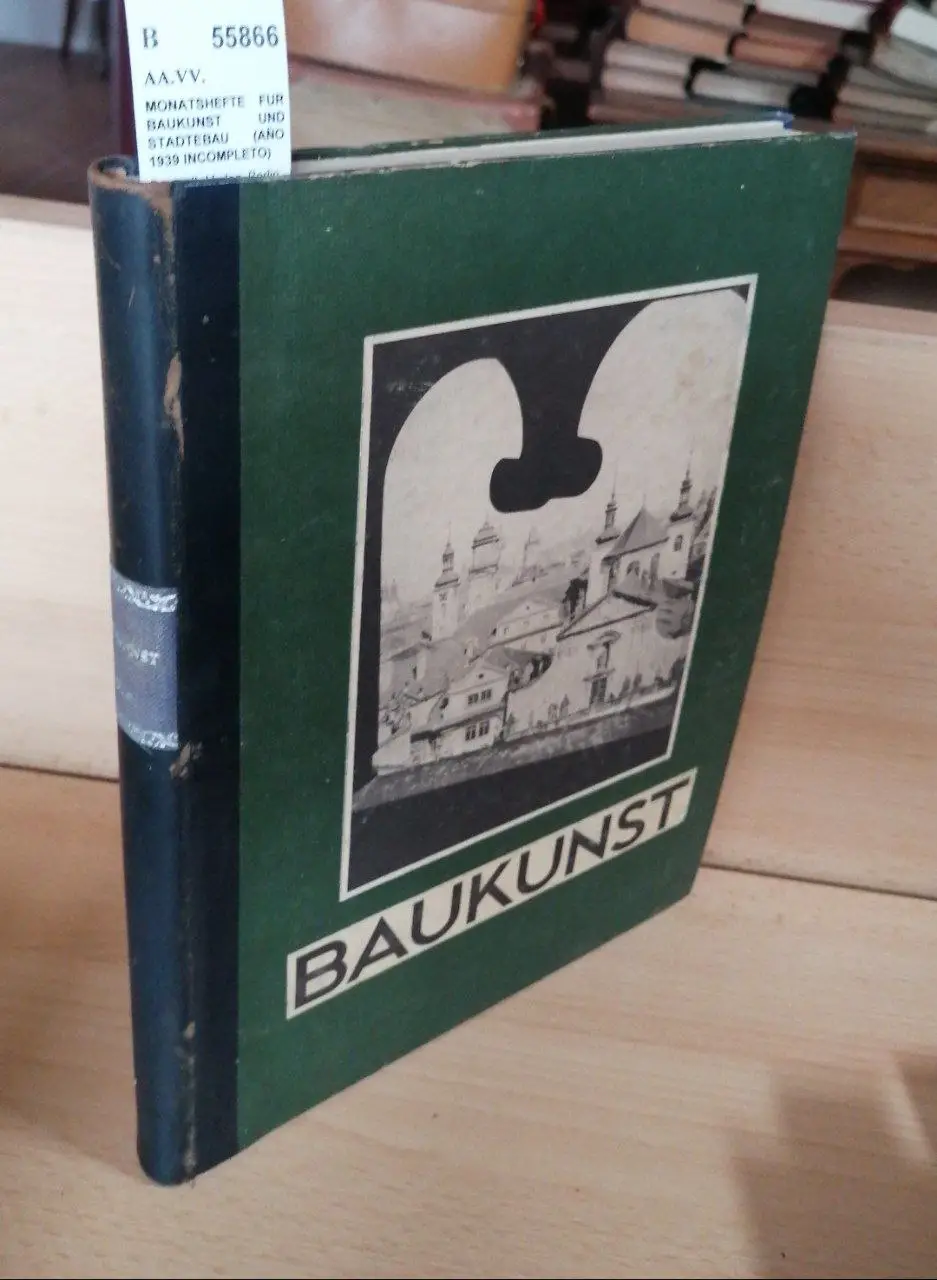 B 55866
AA.VV.
MONATSHEFTE FUR
BAUKUNST UND
STADTEBAU (AÑO
1939 INCOMPLETO)
BAUKUNST